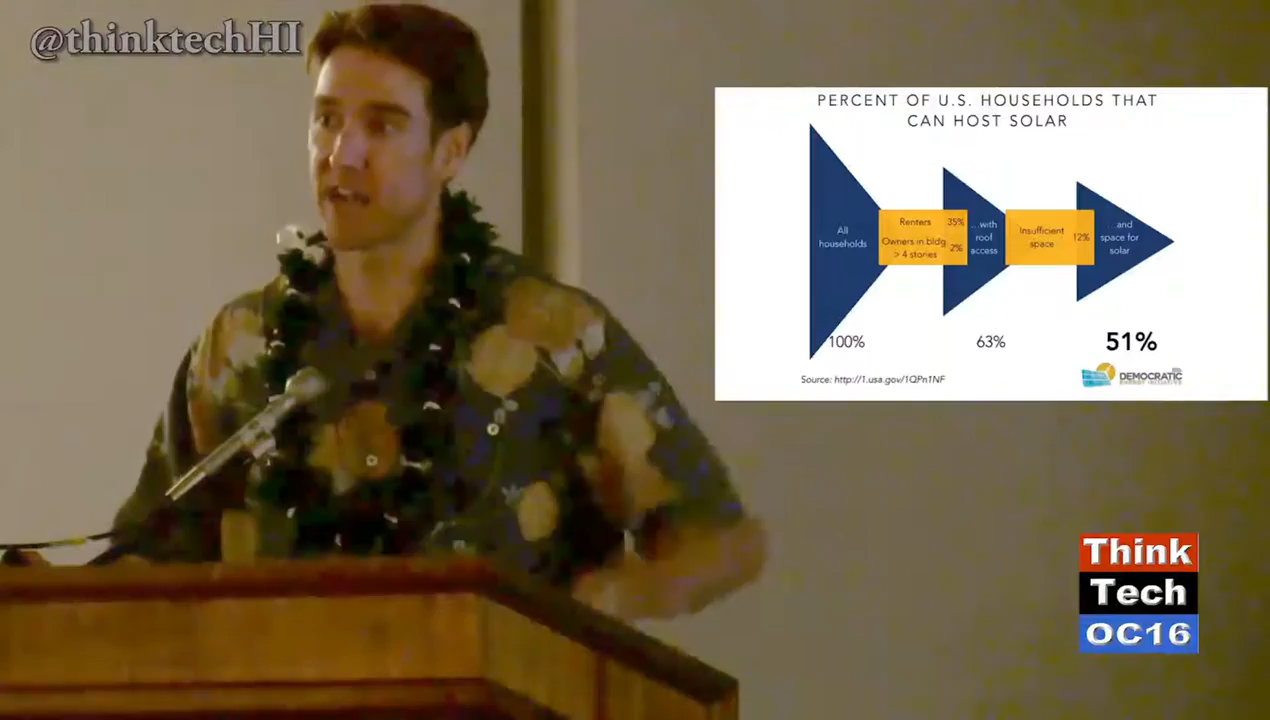 @thinktechHI
PERCENT OF U.S. HOUSEHOLDS THAT
CAN HOST SOLAR
All
households
Renters 35%
Owners in bldg
> 4 stories 2%
...with
roof
access
Insufficient
space
12%
...and
space for
solar
100%
63%
51%
Source: http://1.usa.gov/1QPn1NF
DEMOCRATIC
ENERGY INITIATIVE
Think
Tech
OC16